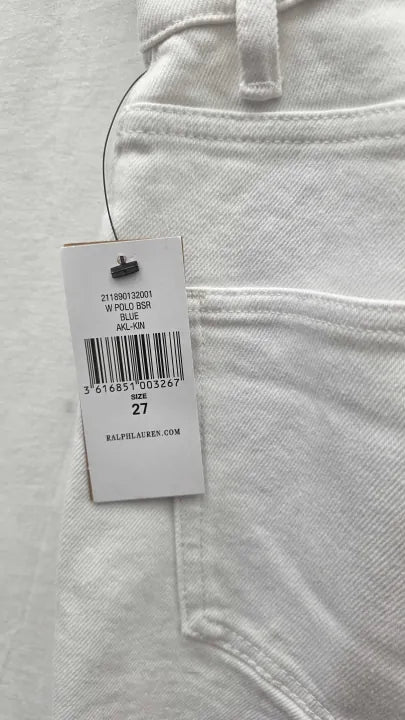 211890132001
W POLO BSR
BLUE
AKL-KIN
3 616851 003267
SIZE
27
RALPHLAUREN.COM